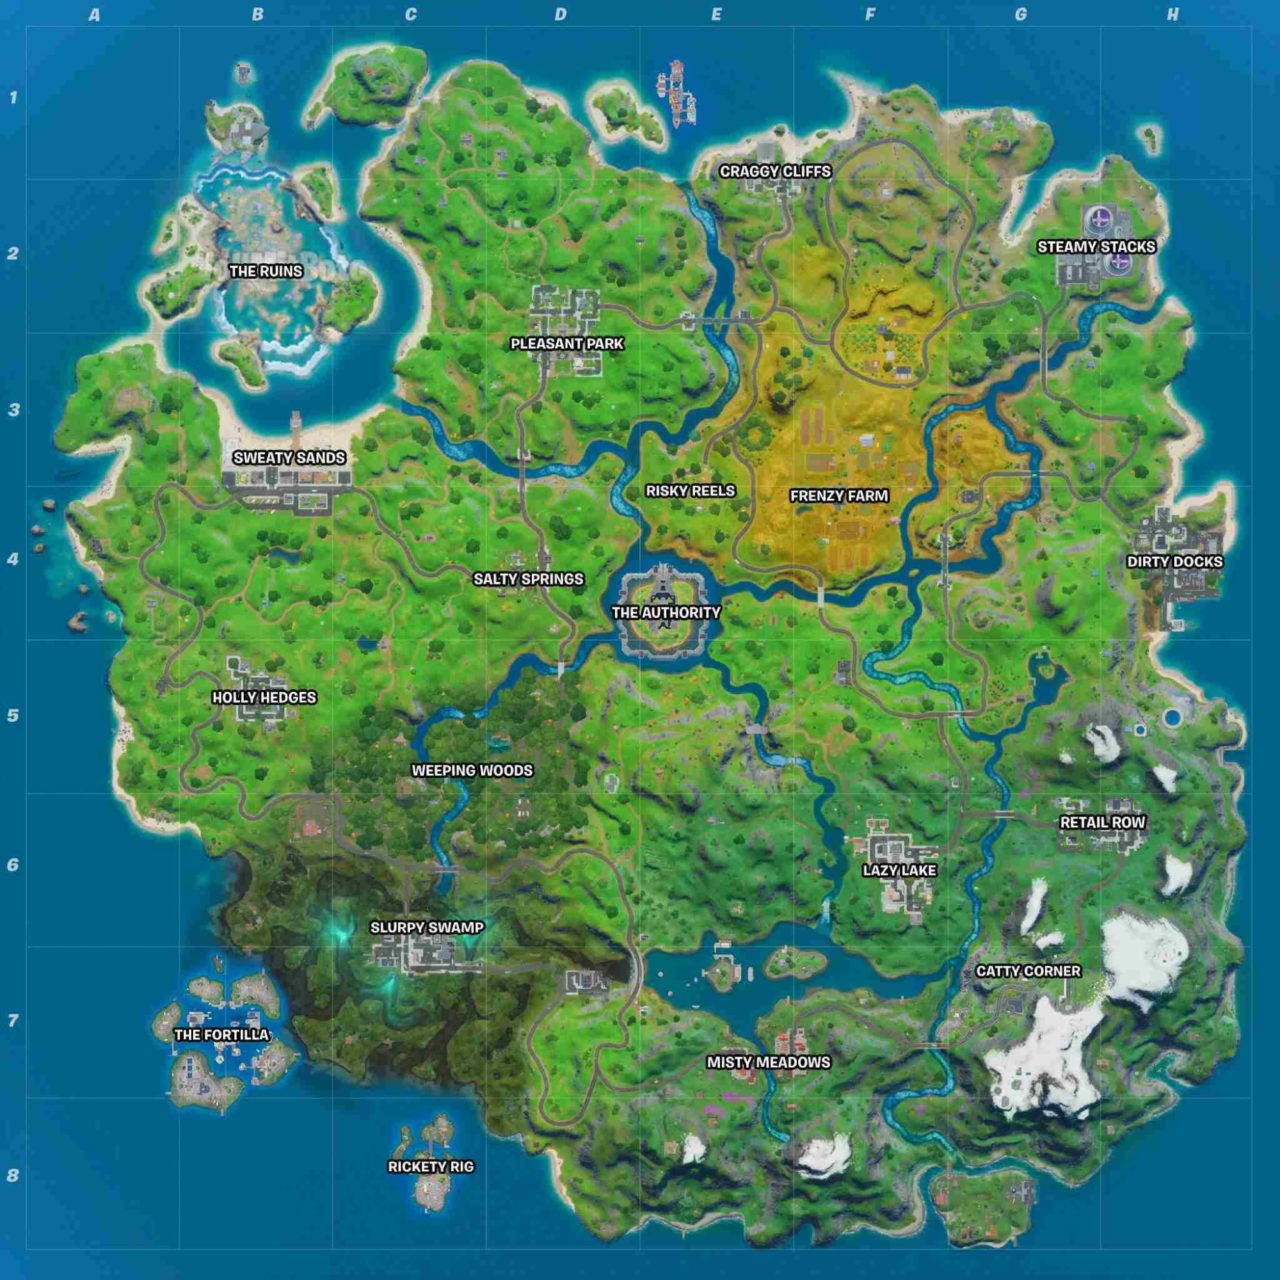 A B C D E F G H
1
CRAGGY CLIFFS
2
STEAMY STACKS
THE RUINS
PLEASANT PARK
3
SWEATY SANDS
RISKY REELS
FRENZY FARM
4
DIRTY DOCKS
SALTY SPRINGS
THE AUTHORITY
HOLLY HEDGES
5
WEEPING WOODS
RETAIL ROW
6
LAZY LAKE
SLURPY SWAMP
CATTY CORNER
7
THE FORTILLA
MISTY MEADOWS
RICKETY RIG
8